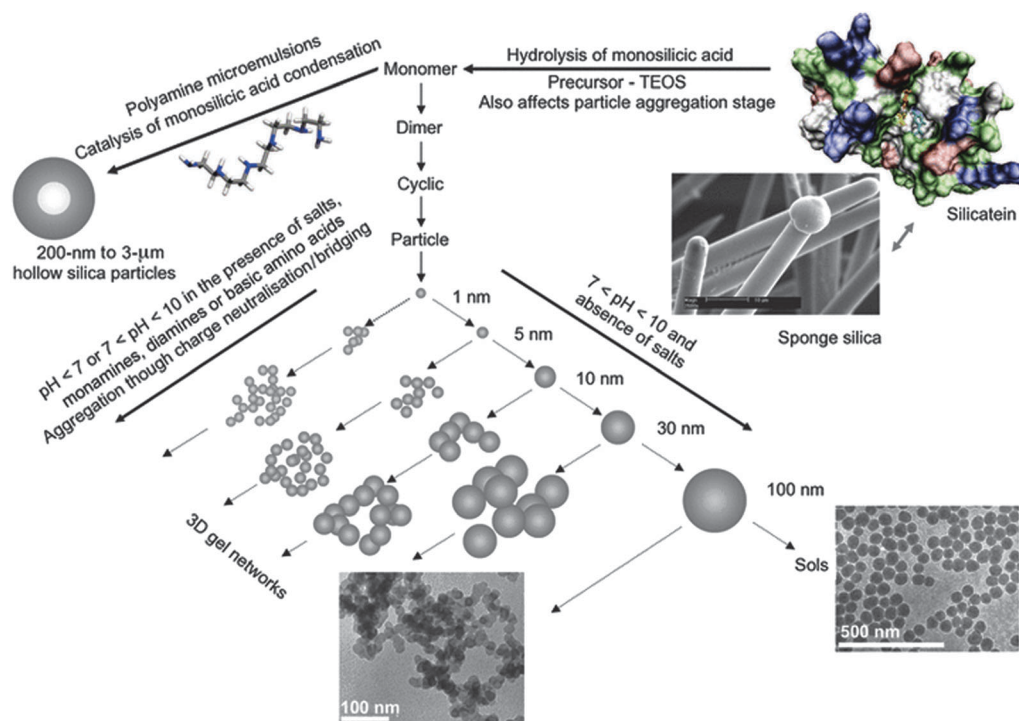 Polyamine microemulsions
Catalysis of monosilicic acid condensation
200-nm to 3-μm
hollow silica particles
Monomer
Dimer
Cyclic
Particle
Hydrolysis of monosilicic acid
Precursor - TEOS
Also affects particle aggregation stage
Silicatein
Sponge silica
pH < 7 or 7 < pH < 10 in the presence of salts,
monamines, diamines or basic amino acids
Aggregation though charge neutralisation/bridging
7 < pH < 10 and
absence of salts
1 nm
5 nm
10 nm
30 nm
100 nm
3D gel networks
Sols
100 nm
500 nm